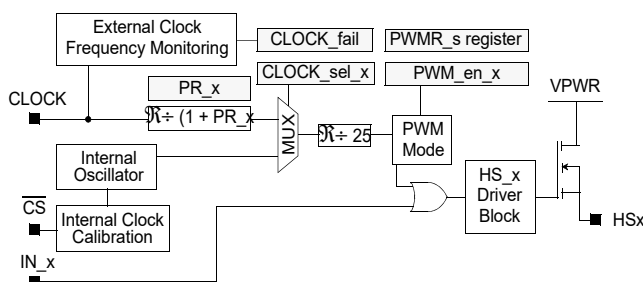 External Clock
Frequency Monitoring
CLOCK_fail
PWMR_s register
PR_x
CLOCK_sel_x
PWM_en_x
VPWR
CLOCK
ℜ÷ (1 + PR_x
MUX
ℜ÷ 25
PWM
Mode
Internal
Oscillator
HS_x
Driver
Block
CS
Internal Clock
Calibration
HSx
IN_x